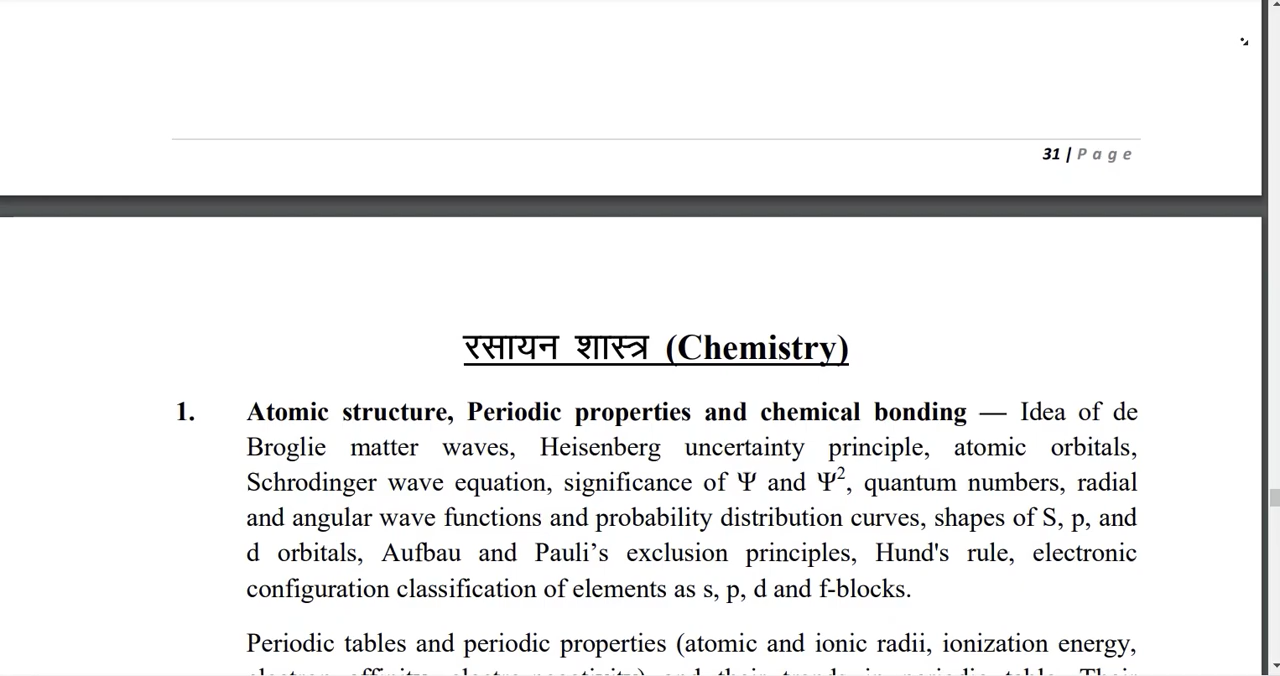 31 | P a g e
रसायन शास्त्र (Chemistry)
1. Atomic structure, Periodic properties and chemical bonding — Idea of de
Broglie matter waves, Heisenberg uncertainty principle, atomic orbitals,
Schrodinger wave equation, significance of Ψ and Ψ², quantum numbers, radial
and angular wave functions and probability distribution curves, shapes of S, p, and
d orbitals, Aufbau and Pauli’s exclusion principles, Hund's rule, electronic
configuration classification of elements as s, p, d and f-blocks.
Periodic tables and periodic properties (atomic and ionic radii, ionization energy,